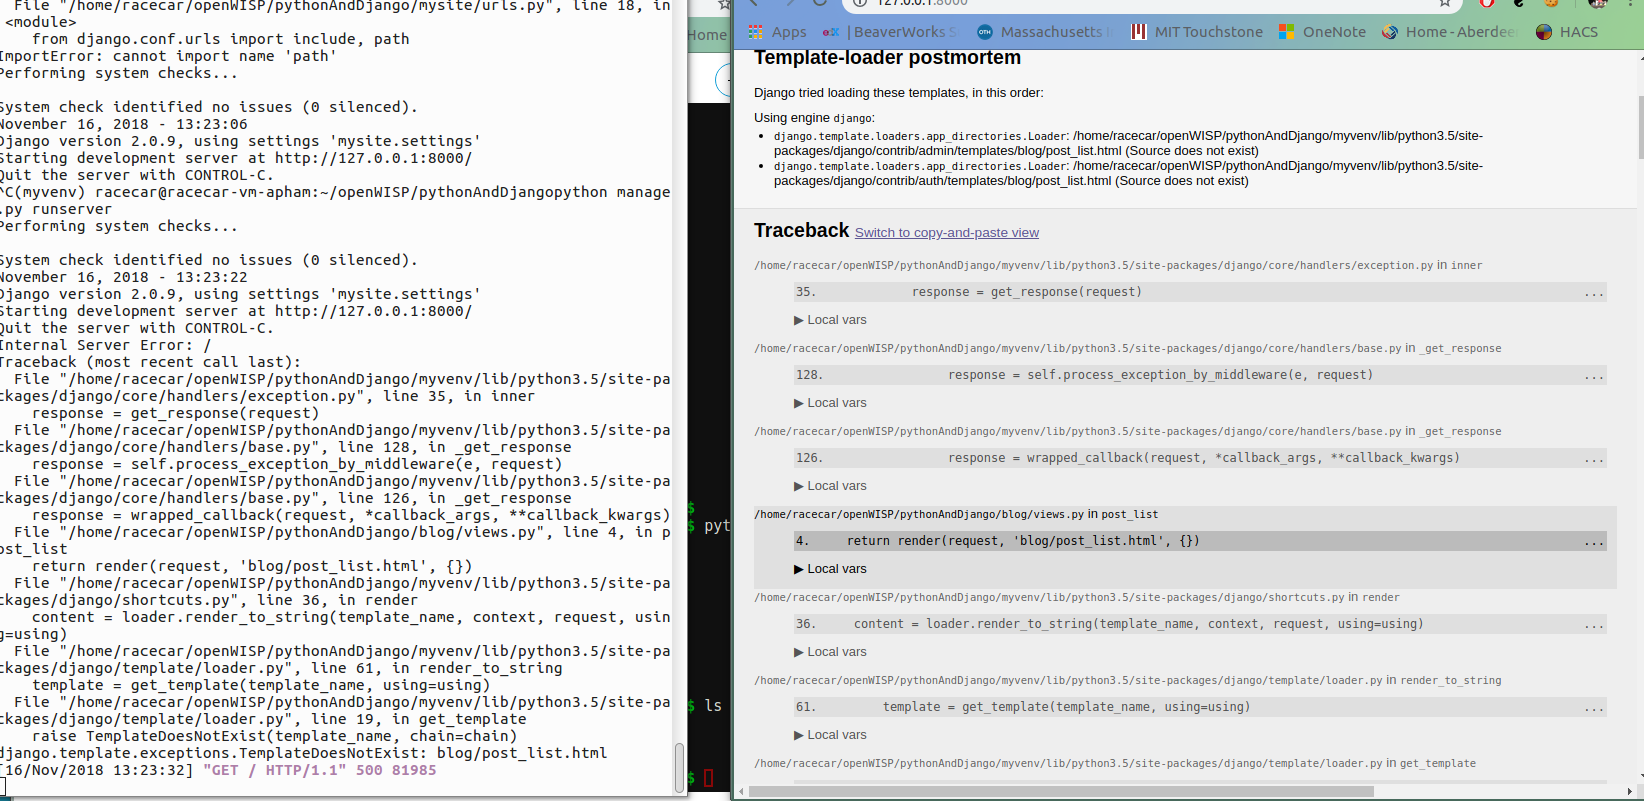 File "/home/racecar/openWISP/pythonAndDjango/mysite/urls.py", line 18, in
<module>
from django.conf.urls import include, path
ImportError: cannot import name 'path'
Performing system checks...
System check identified no issues (0 silenced).
November 16, 2018 - 13:23:06
Django version 2.0.9, using settings 'mysite.settings'
Starting development server at http://127.0.0.1:8000/
Quit the server with CONTROL-C.
^C(myvenv) racecar@racecar-vm-apham:~/openWISP/pythonAndDjangopython manage
.py runserver
Performing system checks...
System check identified no issues (0 silenced).
November 16, 2018 - 13:23:22
Django version 2.0.9, using settings 'mysite.settings'
Starting development server at http://127.0.0.1:8000/
Quit the server with CONTROL-C.
Internal Server Error: /
Traceback (most recent call last):
File "/home/racecar/openWISP/pythonAndDjango/myvenv/lib/python3.5/site-pa
ckages/django/core/handlers/exception.py", line 35, in inner
response = get_response(request)
File "/home/racecar/openWISP/pythonAndDjango/myvenv/lib/python3.5/site-pa
ckages/django/core/handlers/base.py", line 128, in _get_response
response = self.process_exception_by_middleware(e, request)
File "/home/racecar/openWISP/pythonAndDjango/myvenv/lib/python3.5/site-pa
ckages/django/core/handlers/base.py", line 126, in _get_response
response = wrapped_callback(request, *callback_args, **callback_kwargs)
File "/home/racecar/openWISP/pythonAndDjango/blog/views.py", line 4, in p
ost_list
return render(request, 'blog/post_list.html', {})
File "/home/racecar/openWISP/pythonAndDjango/myvenv/lib/python3.5/site-pa
ckages/django/shortcuts.py", line 36, in render
content = loader.render_to_string(template_name, context, request, usin
g=using)
File "/home/racecar/openWISP/pythonAndDjango/myvenv/lib/python3.5/site-pa
ckages/django/template/loader.py", line 61, in render_to_string
template = get_template(template_name, using=using)
File "/home/racecar/openWISP/pythonAndDjango/myvenv/lib/python3.5/site-pa
ckages/django/template/loader.py", line 19, in get_template
raise TemplateDoesNotExist(template_name, chain=chain)
django.template.exceptions.TemplateDoesNotExist: blog/post_list.html
[16/Nov/2018 13:23:32] "GET / HTTP/1.1" 500 81985
Home
$
$ pyt
$ ls
$
127.0.0.1:8000
Apps | BeaverWorks S Massachusetts I MIT Touchstone OneNote Home - Aberdee HACS
Template-loader postmortem
Django tried loading these templates, in this order:
Using engine django:
• django.template.loaders.app_directories.Loader: /home/racecar/openWISP/pythonAndDjango/myvenv/lib/python3.5/site-
packages/django/contrib/admin/templates/blog/post_list.html (Source does not exist)
• django.template.loaders.app_directories.Loader: /home/racecar/openWISP/pythonAndDjango/myvenv/lib/python3.5/site-
packages/django/contrib/auth/templates/blog/post_list.html (Source does not exist)
Traceback Switch to copy-and-paste view
/home/racecar/openWISP/pythonAndDjango/myvenv/lib/python3.5/site-packages/django/core/handlers/exception.py in inner
35. response = get_response(request) ...
▶ Local vars
/home/racecar/openWISP/pythonAndDjango/myvenv/lib/python3.5/site-packages/django/core/handlers/base.py in _get_response
128. response = self.process_exception_by_middleware(e, request) ...
▶ Local vars
/home/racecar/openWISP/pythonAndDjango/myvenv/lib/python3.5/site-packages/django/core/handlers/base.py in _get_response
126. response = wrapped_callback(request, *callback_args, **callback_kwargs) ...
▶ Local vars
/home/racecar/openWISP/pythonAndDjango/blog/views.py in post_list
4. return render(request, 'blog/post_list.html', {}) ...
▶ Local vars
/home/racecar/openWISP/pythonAndDjango/myvenv/lib/python3.5/site-packages/django/shortcuts.py in render
36. content = loader.render_to_string(template_name, context, request, using=using) ...
▶ Local vars
/home/racecar/openWISP/pythonAndDjango/myvenv/lib/python3.5/site-packages/django/template/loader.py in render_to_string
61. template = get_template(template_name, using=using) ...
▶ Local vars
/home/racecar/openWISP/pythonAndDjango/myvenv/lib/python3.5/site-packages/django/template/loader.py in get_template